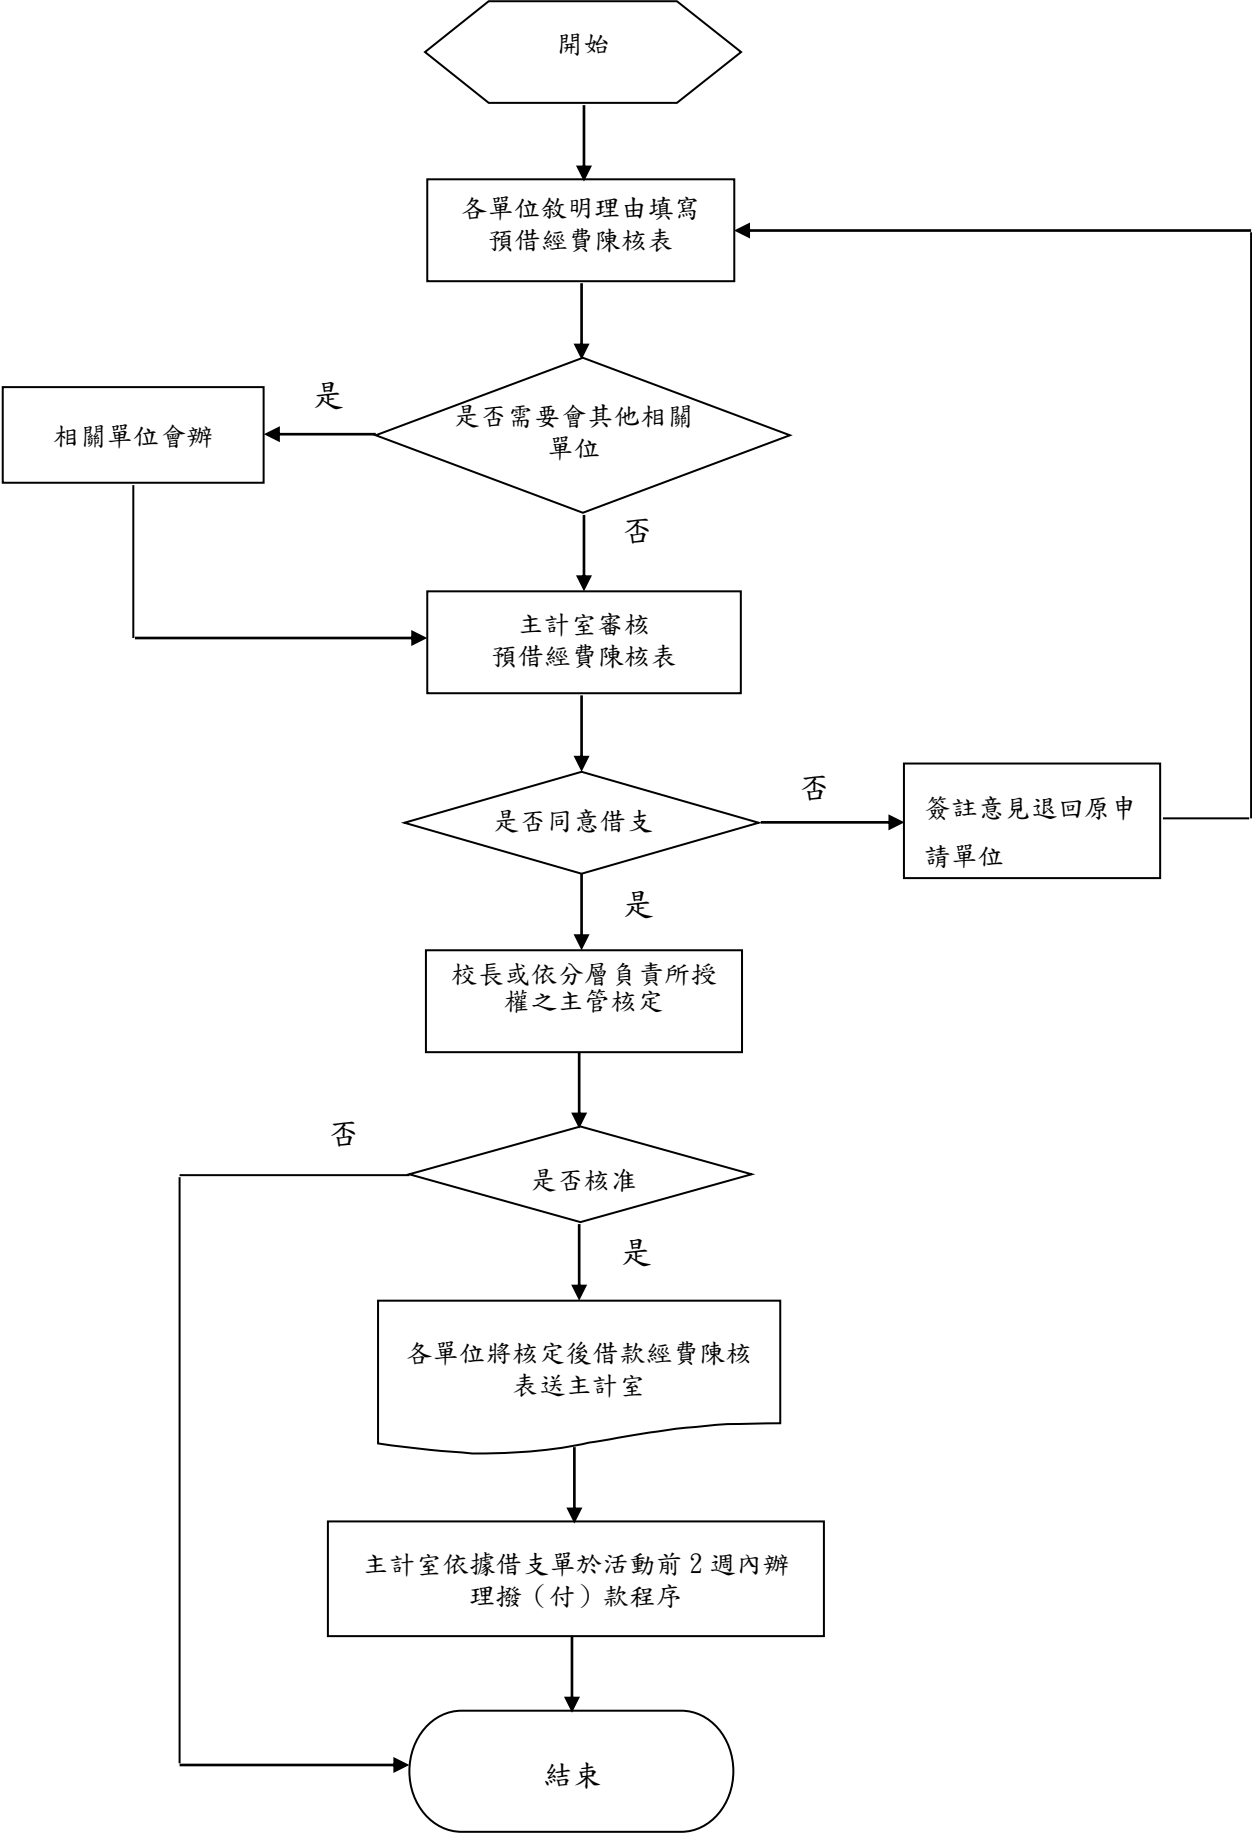 開始
各單位敘明理由填寫
預借經費陳核表
是
是否需要會其他相關
單位
相關單位會辦
否
主計室審核
預借經費陳核表
是否同意借支
否
簽註意見退回原申
請單位
是
校長或依分層負責所授
權之主管核定
否
是否核准
是
各單位將核定後借款經費陳核
表送主計室
主計室依據借支單於活動前2週內辦
理撥（付）款程序
結束